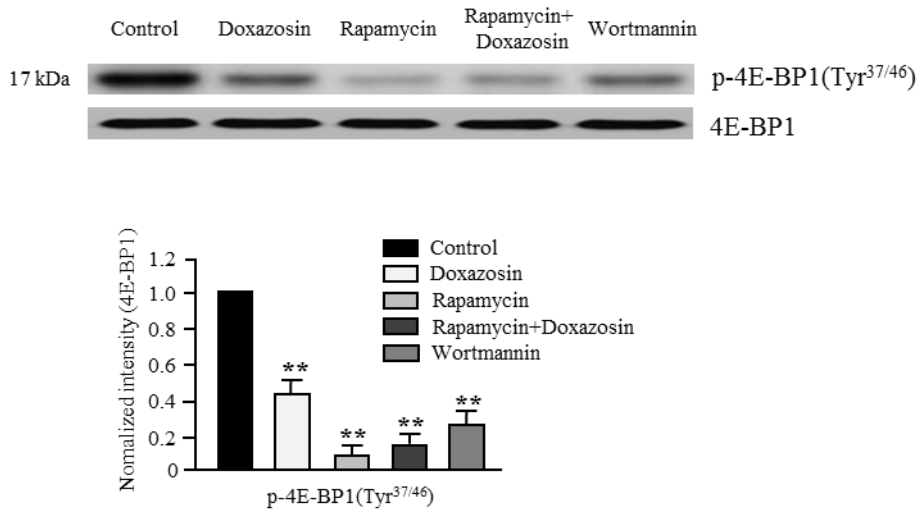 Control Doxazosin Rapamycin Rapamycin+ Doxazosin Wortmannin
17 kDa
p-4E-BP1(Tyr37/46)
4E-BP1
Nomalized intensity (4E-BP1)
1.2
1.0
0.8
0.6
0.4
0.2
0
** ** ** **
Control
Doxazosin
Rapamycin
Rapamycin+Doxazosin
Wortmannin
p-4E-BP1(Tyr37/46)